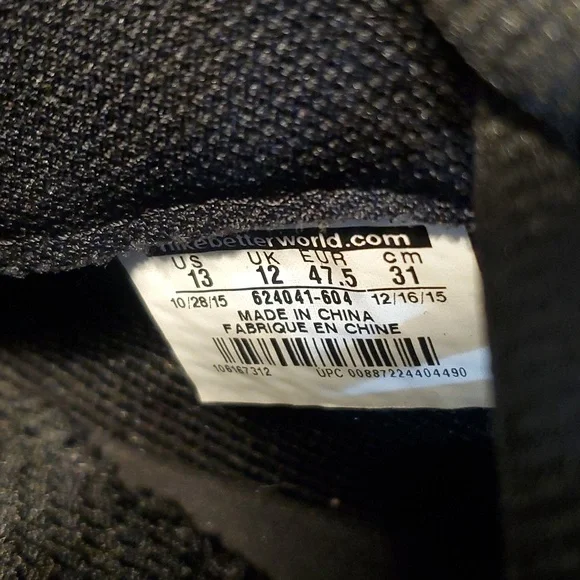 nikebetterworld.com
US UK EUR cm
13 12 47.5 31
10/28/15 624041-604 12/16/15
MADE IN CHINA
FABRIQUE EN CHINE
106167312 UPC 00887224404490